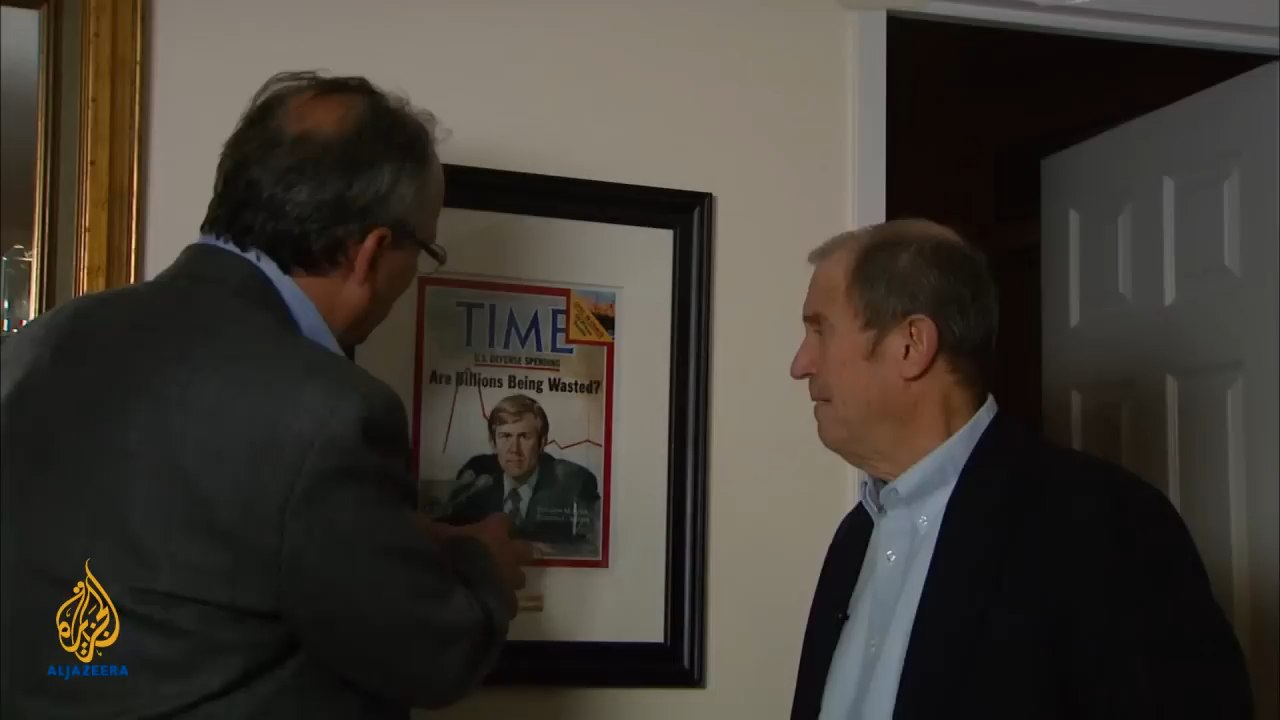 TIME
U.S. DEFENSE SPENDING
Are Billions Being Wasted?
الجزيرة
ALJAZEERA